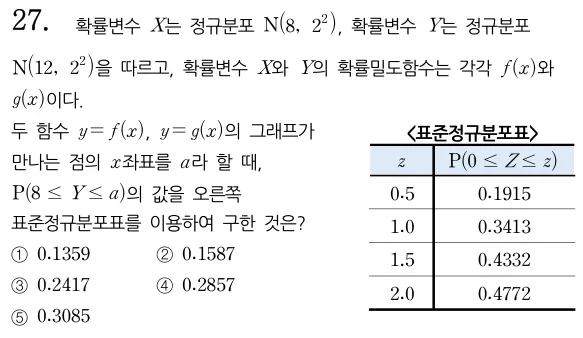 27. 확률변수 X는 정규분포 N(8, 2²), 확률변수 Y는 정규분포
N(12, 2²)을 따르고, 확률변수 X와 Y의 확률밀도함수는 각각 f(x)와
g(x)이다.
두 함수 y=f(x), y=g(x)의 그래프가
만나는 점의 x좌표를 a라 할 때,
P(8 ≤ Y ≤ a)의 값을 오른쪽
표준정규분포표를 이용하여 구한 것은?
① 0.1359 ② 0.1587
③ 0.2417 ④ 0.2857
⑤ 0.3085
<표준정규분포표>
z P(0 ≤ Z ≤ z)
0.5 0.1915
1.0 0.3413
1.5 0.4332
2.0 0.4772